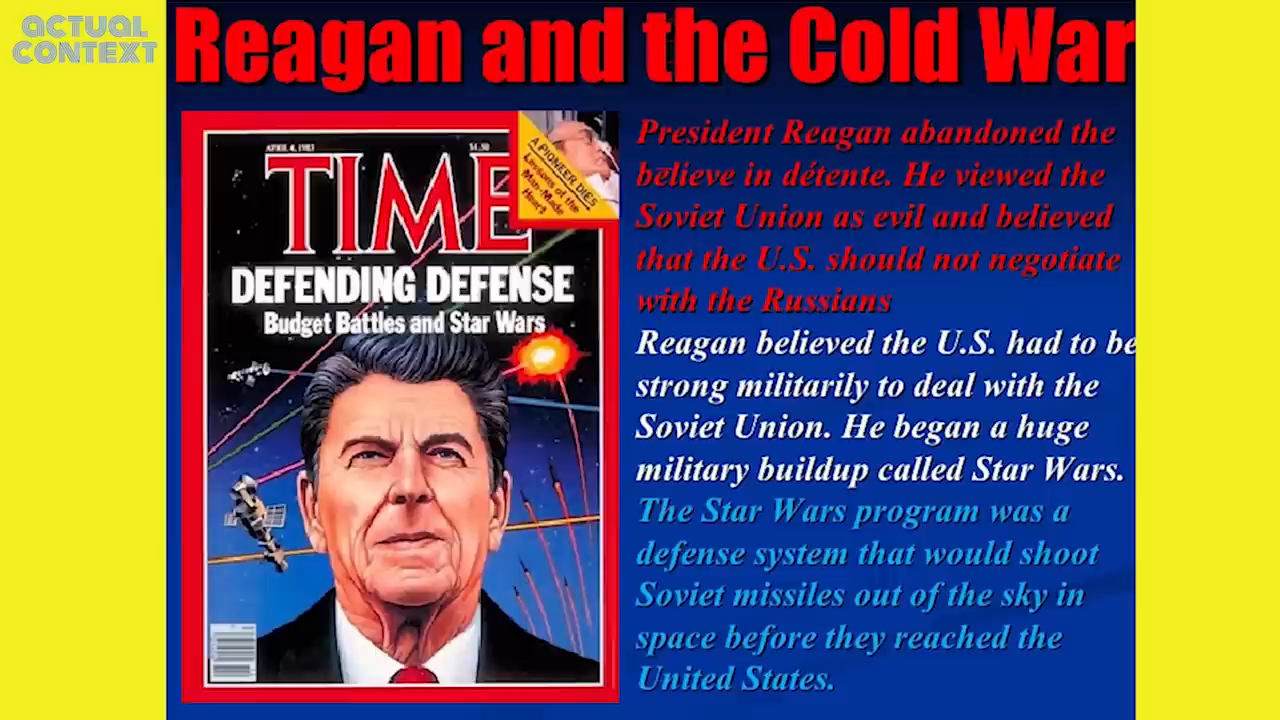 ACTUAL
CONTEXT
Reagan and the Cold War
APRIL 4, 1983 $1.50
TIME
A PIONEER DIES
Lessons of the
Man-Made
Heart
DEFENDING DEFENSE
Budget Battles and Star Wars
President Reagan abandoned the
believe in détente. He viewed the
Soviet Union as evil and believed
that the U.S. should not negotiate
with the Russians
Reagan believed the U.S. had to be
strong militarily to deal with the
Soviet Union. He began a huge
military buildup called Star Wars.
The Star Wars program was a
defense system that would shoot
Soviet missiles out of the sky in
space before they reached the
United States.